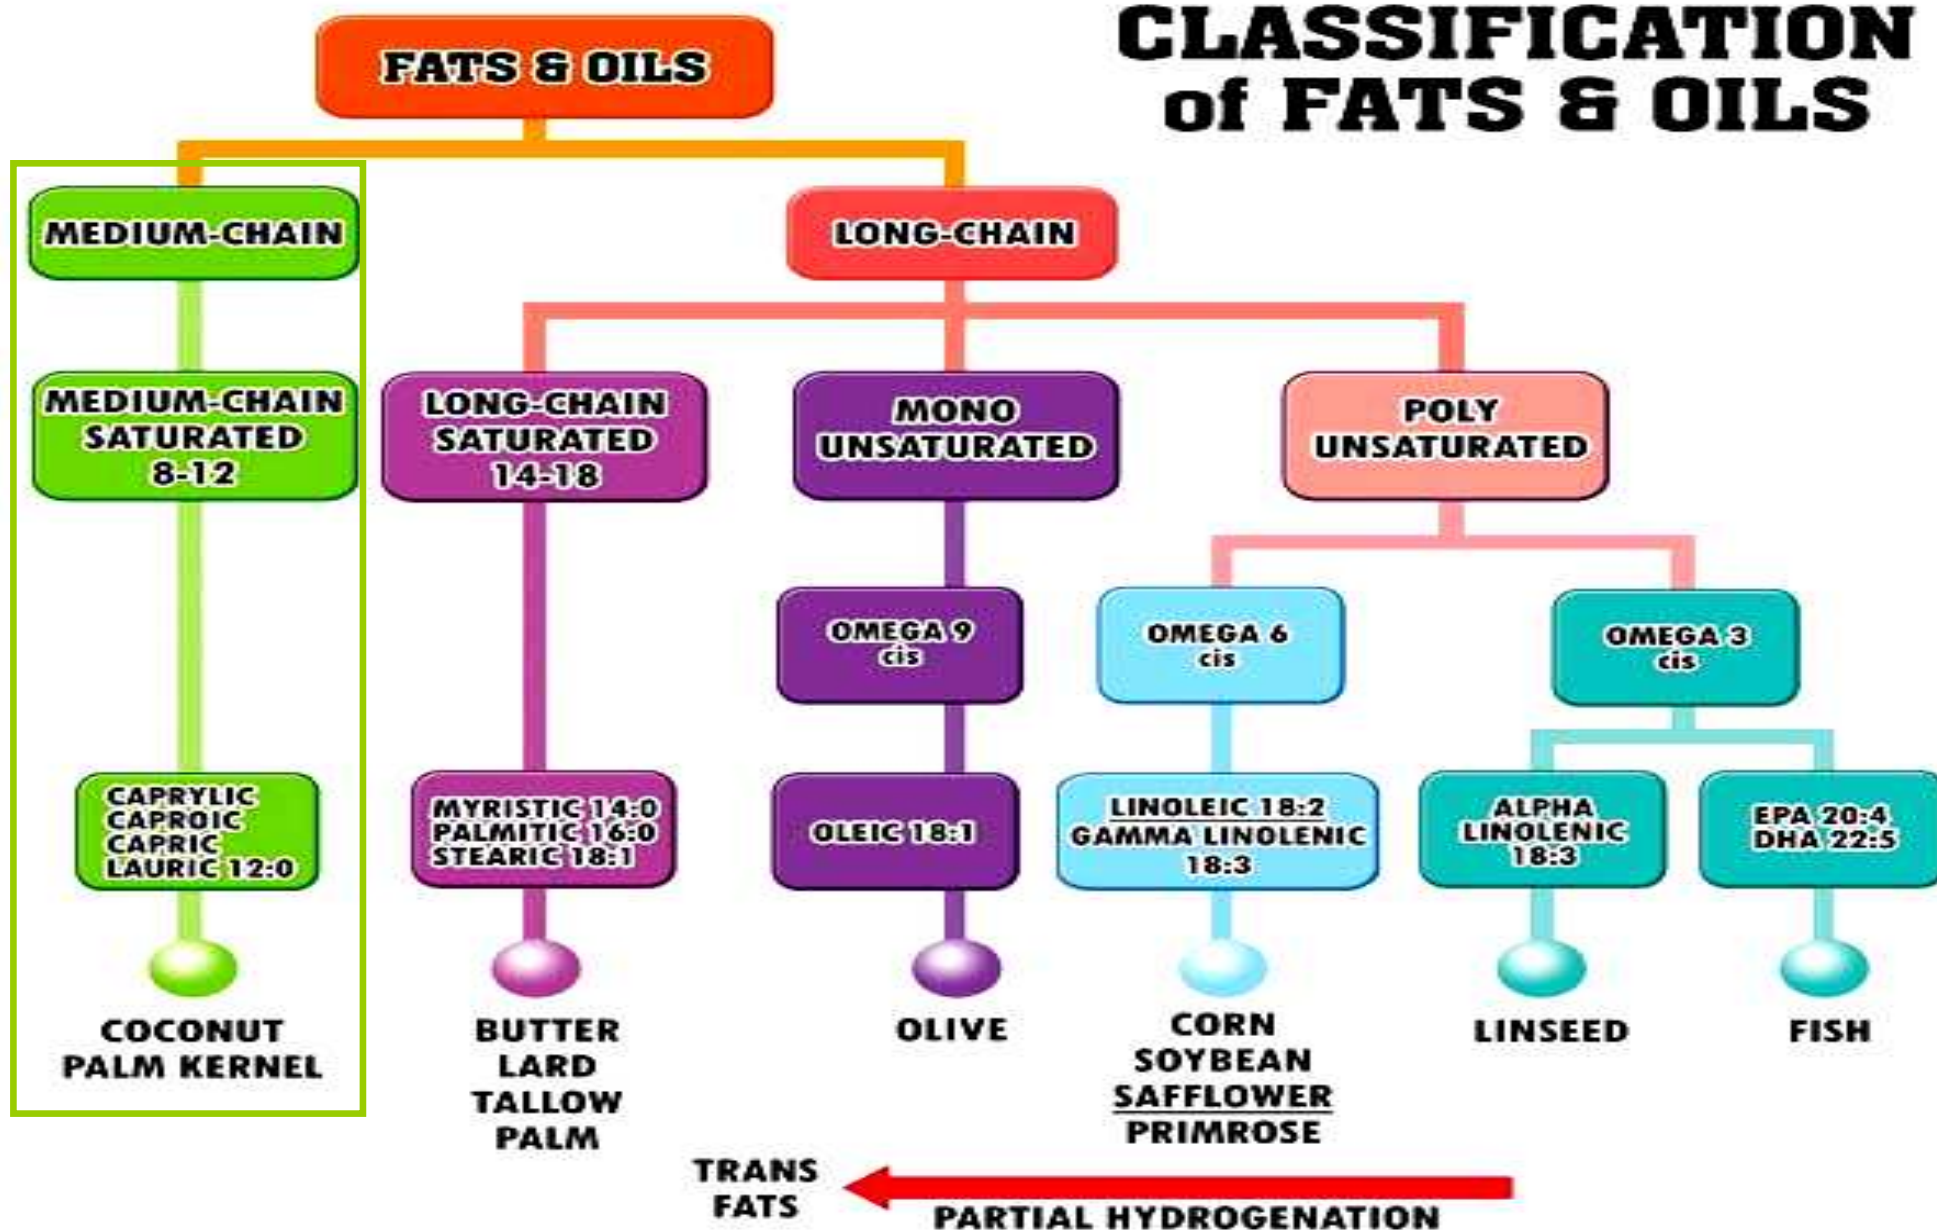 CLASSIFICATION
of FATS & OILS
FATS & OILS
MEDIUM-CHAIN
LONG-CHAIN
MEDIUM-CHAIN
SATURATED
8-12
LONG-CHAIN
SATURATED
14-18
MONO
UNSATURATED
POLY
UNSATURATED
OMEGA 9
cis
OMEGA 6
cis
OMEGA 3
cis
CAPRYLIC
CAPROIC
CAPRIC
LAURIC 12:0
MYRISTIC 14:0
PALMITIC 16:0
STEARIC 18:1
OLEIC 18:1
LINOLEIC 18:2
GAMMA LINOLENIC
18:3
ALPHA
LINOLENIC
18:3
EPA 20:4
DHA 22:5
COCONUT
PALM KERNEL
BUTTER
LARD
TALLOW
PALM
OLIVE
CORN
SOYBEAN
SAFFLOWER
PRIMROSE
LINSEED
FISH
TRANS
FATS
PARTIAL HYDROGENATION